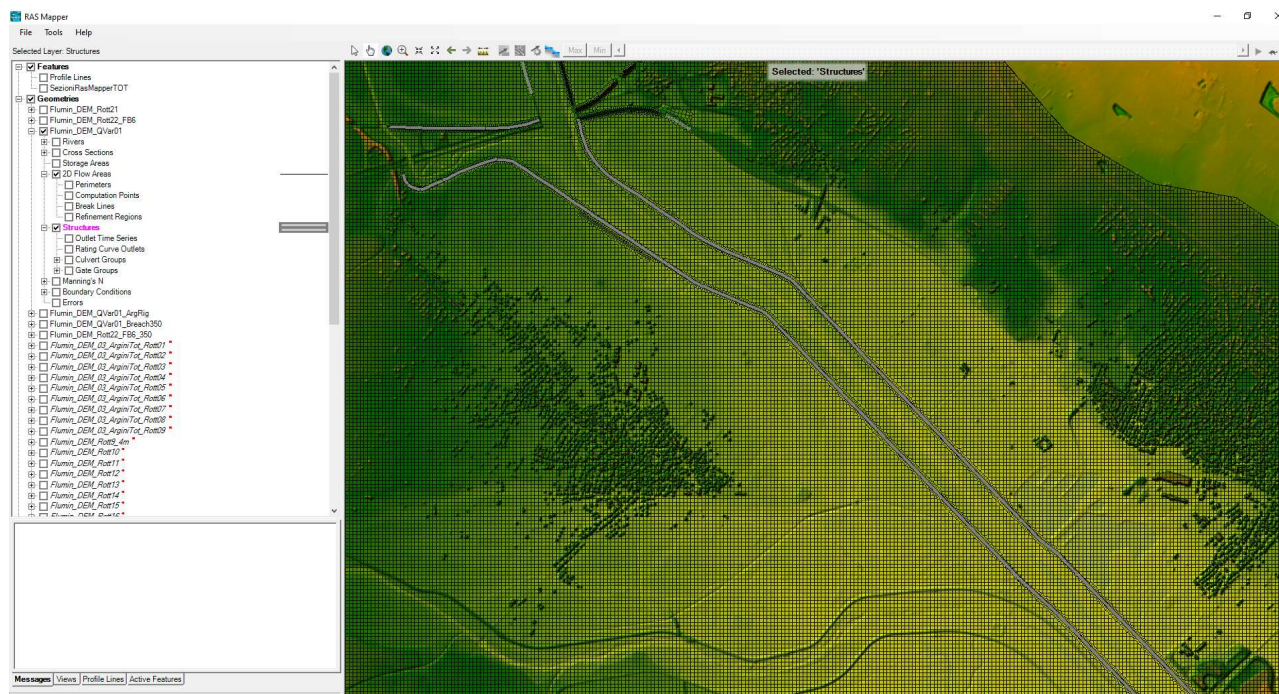 RAS Mapper
File Tools Help
Selected Layer: Structures
Max Min
Selected: 'Structures'
Features
Profile Lines
SezioniRasMapperTOT
Geometries
Flumin_DEM_Rott21
Flumin_DEM_Rott22_FB6
Flumin_DEM_QVar01
Rivers
Cross Sections
Storage Areas
2D Flow Areas
Perimeters
Computation Points
Break Lines
Refinement Regions
Structures
Outlet Time Series
Rating Curve Outlets
Culvert Groups
Gate Groups
Manning's N
Boundary Conditions
Errors
Flumin_DEM_QVar01_ArgRig
Flumin_DEM_QVar01_Breach350
Flumin_DEM_Rott22_FB6_350
Flumin_DEM_03_ArginiTot_Rott01 *
Flumin_DEM_03_ArginiTot_Rott02 *
Flumin_DEM_03_ArginiTot_Rott03 *
Flumin_DEM_03_ArginiTot_Rott04 *
Flumin_DEM_03_ArginiTot_Rott05 *
Flumin_DEM_03_ArginiTot_Rott06 *
Flumin_DEM_03_ArginiTot_Rott07 *
Flumin_DEM_03_ArginiTot_Rott08 *
Flumin_DEM_03_ArginiTot_Rott09 *
Flumin_DEM_Rott9_4m *
Flumin_DEM_Rott10 *
Flumin_DEM_Rott11 *
Flumin_DEM_Rott12 *
Flumin_DEM_Rott13 *
Flumin_DEM_Rott14 *
Flumin_DEM_Rott15 *
Flumin_DEM_Rott16 *
Messages Views Profile Lines Active Features